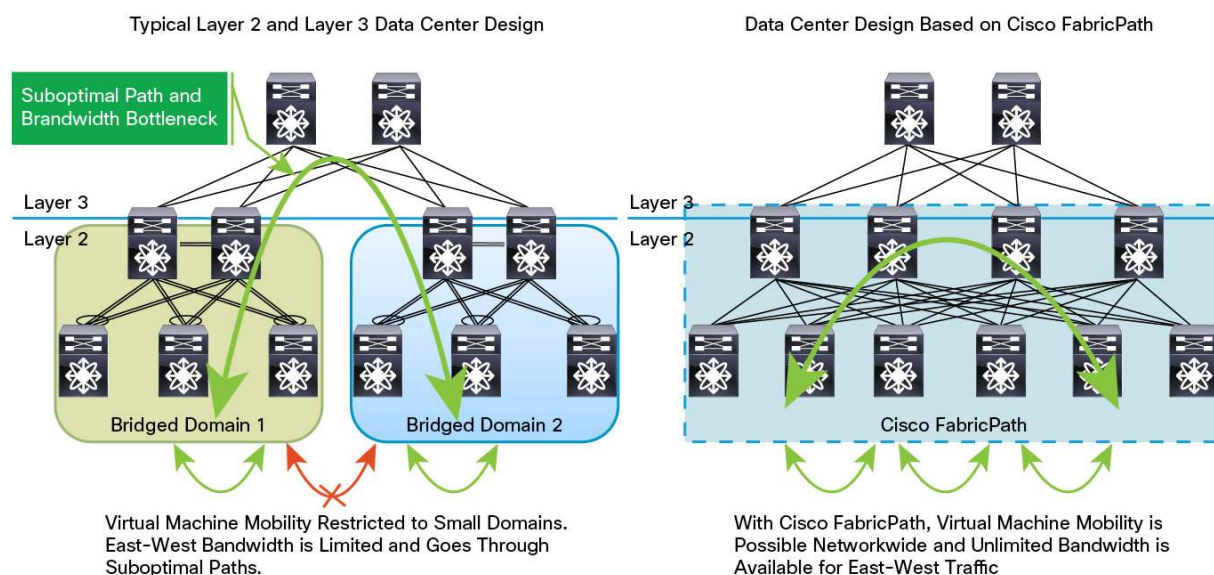 Typical Layer 2 and Layer 3 Data Center Design
Suboptimal Path and
Brandwidth Bottleneck
Layer 3
Layer 2
Bridged Domain 1
Bridged Domain 2
Virtual Machine Mobility Restricted to Small Domains.
East-West Bandwidth is Limited and Goes Through
Suboptimal Paths.
Data Center Design Based on Cisco FabricPath
Layer 3
Layer 2
Cisco FabricPath
With Cisco FabricPath, Virtual Machine Mobility is
Possible Networkwide and Unlimited Bandwidth is
Available for East-West Traffic